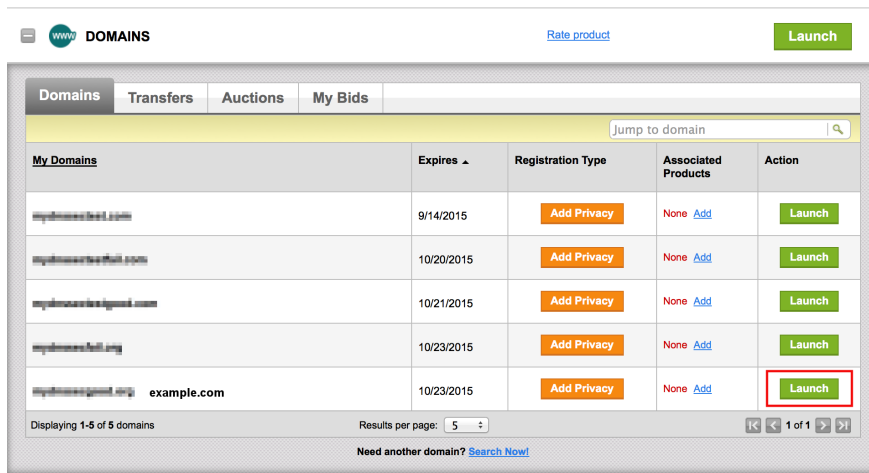 www DOMAINS Rate product Launch
Domains Transfers Auctions My Bids
Jump to domain
My Domains Expires Registration Type Associated Products Action
9/14/2015 Add Privacy None Add Launch
10/20/2015 Add Privacy None Add Launch
10/21/2015 Add Privacy None Add Launch
10/23/2015 Add Privacy None Add Launch
example.com 10/23/2015 Add Privacy None Add Launch
Displaying 1-5 of 5 domains Results per page: 5 1 of 1
Need another domain? Search Now!